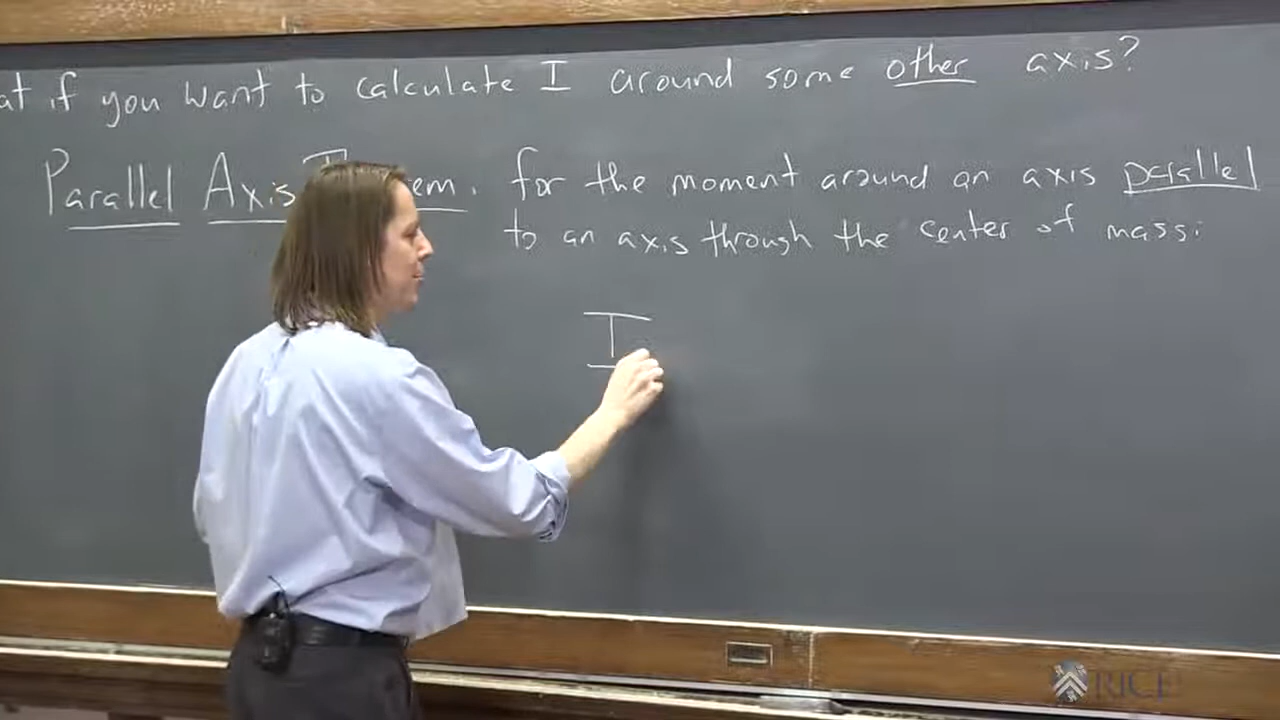 at if you want to calculate I around some other axis?
Parallel Axis Theorem. for the moment around an axis parallel
to an axis through the center of mass:
I
RICE